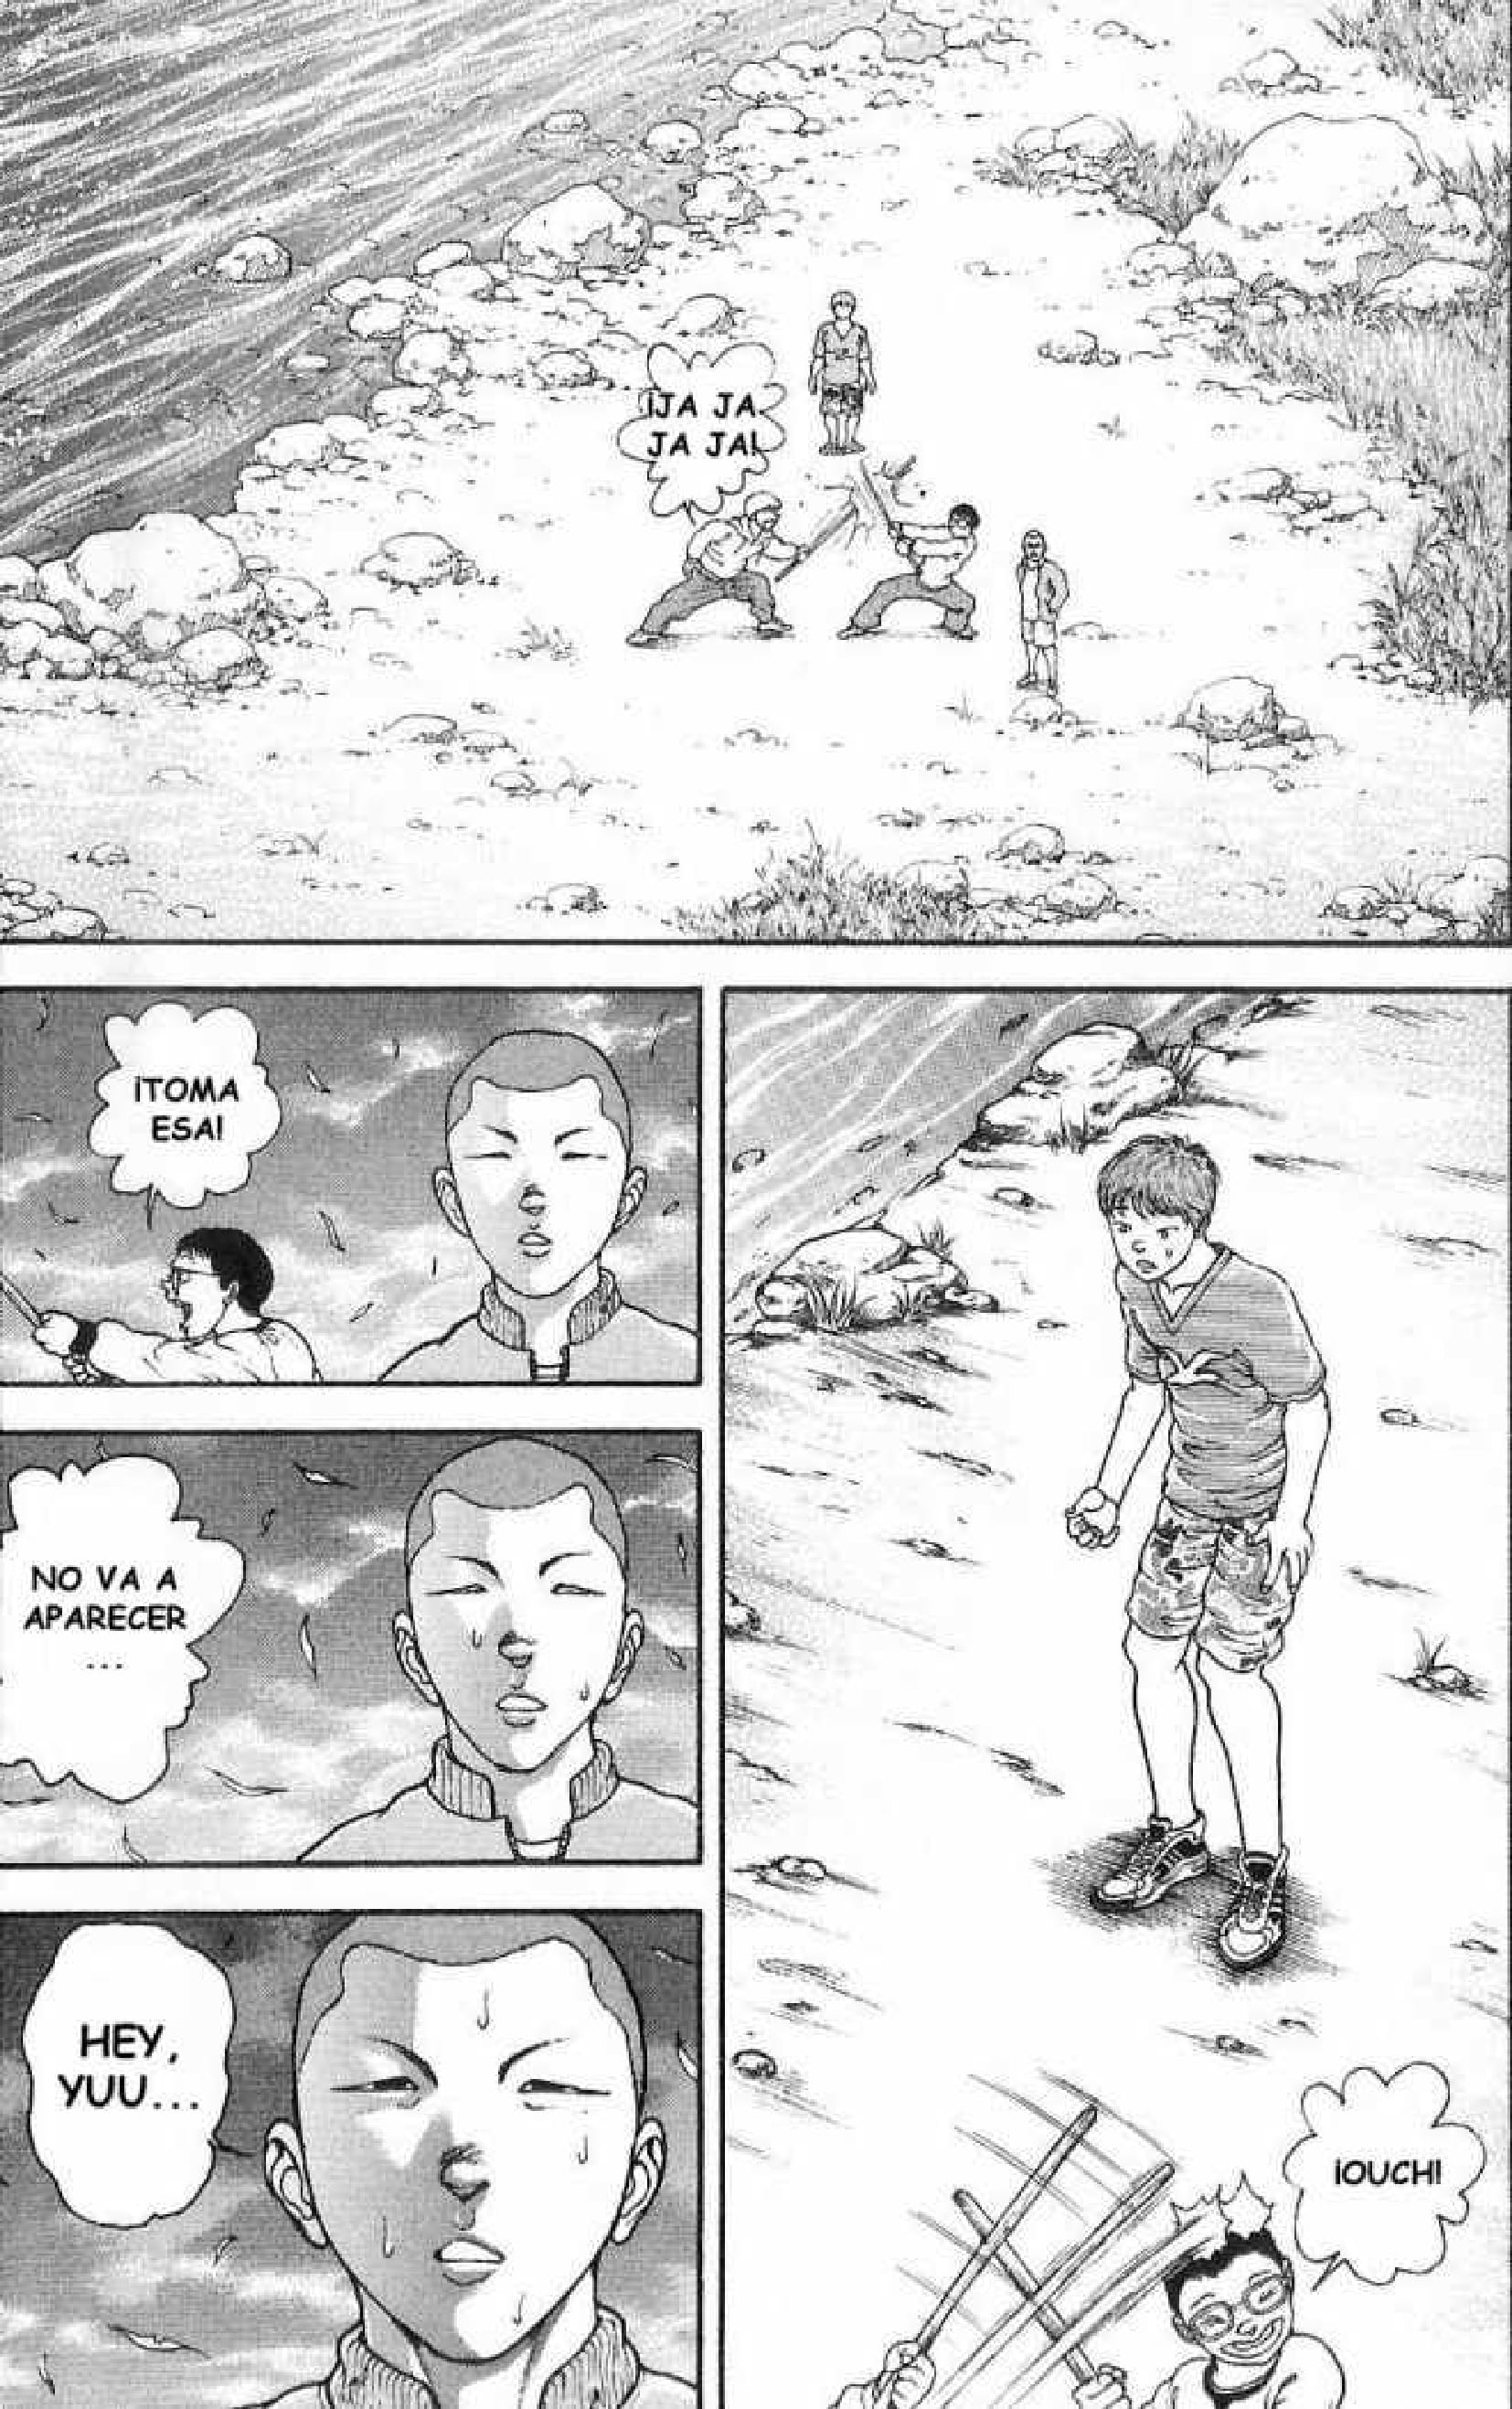 ¡JA JA
JA JA!
¡OUCH!
¡TOMA
ESA!
NO VA A
APARECER
...
HEY,
YUU...